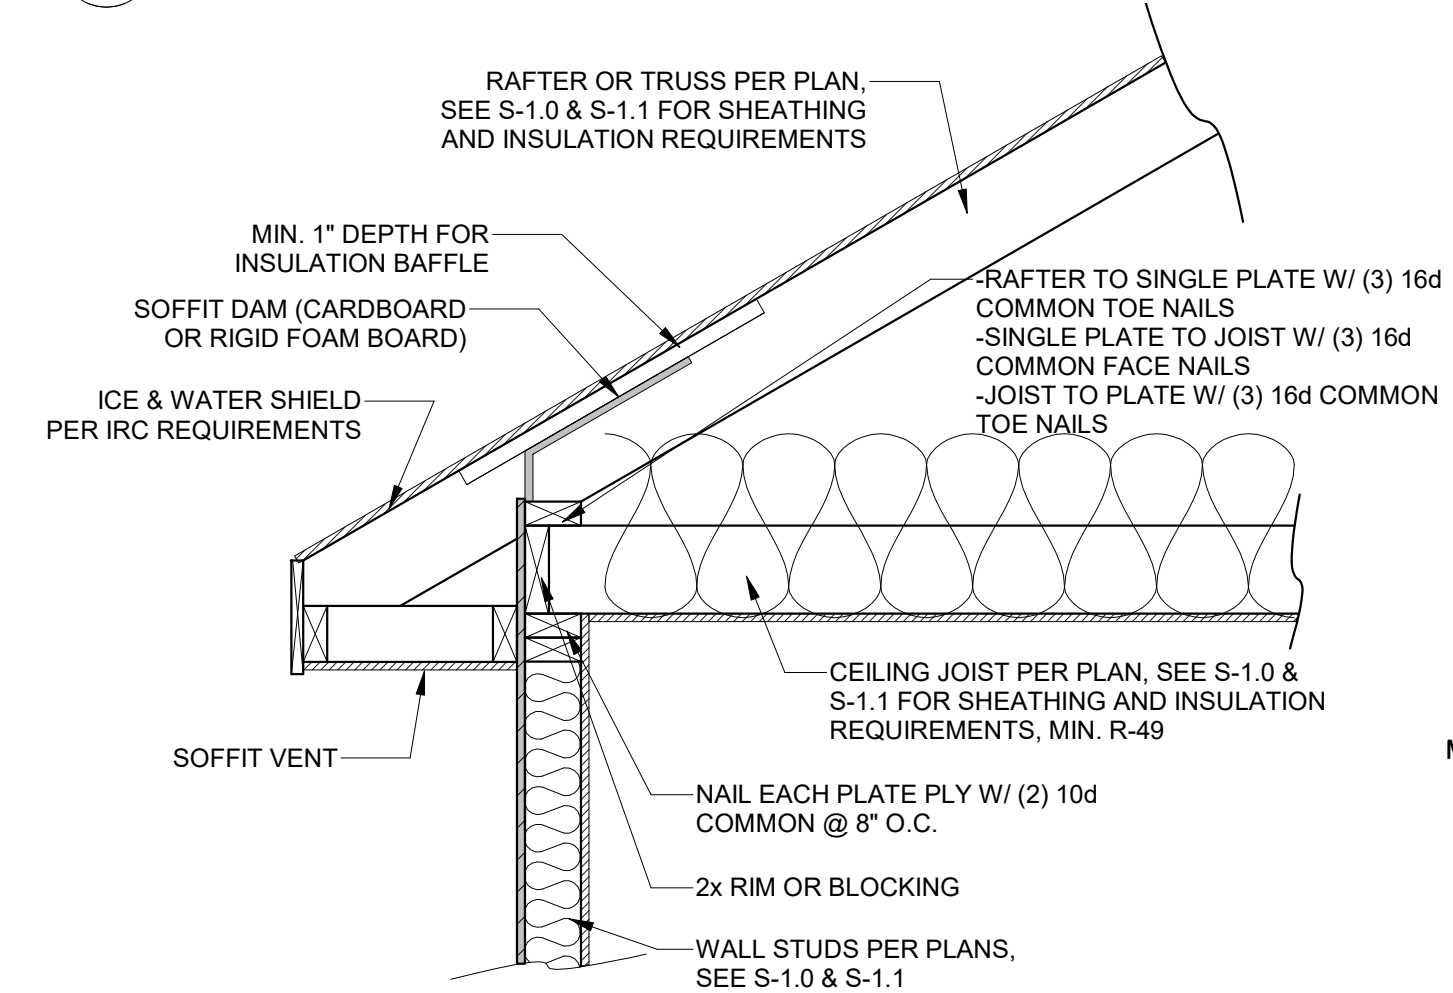 RAFTER OR TRUSS PER PLAN,
SEE S-1.0 & S-1.1 FOR SHEATHING
AND INSULATION REQUIREMENTS
MIN. 1" DEPTH FOR
INSULATION BAFFLE
SOFFIT DAM (CARDBOARD
OR RIGID FOAM BOARD)
ICE & WATER SHIELD
PER IRC REQUIREMENTS
-RAFTER TO SINGLE PLATE W/ (3) 16d
COMMON TOE NAILS
-SINGLE PLATE TO JOIST W/ (3) 16d
COMMON FACE NAILS
-JOIST TO PLATE W/ (3) 16d COMMON
TOE NAILS
CEILING JOIST PER PLAN, SEE S-1.0 &
S-1.1 FOR SHEATHING AND INSULATION
REQUIREMENTS, MIN. R-49
SOFFIT VENT
NAIL EACH PLATE PLY W/ (2) 10d
COMMON @ 8" O.C.
2x RIM OR BLOCKING
WALL STUDS PER PLANS,
SEE S-1.0 & S-1.1